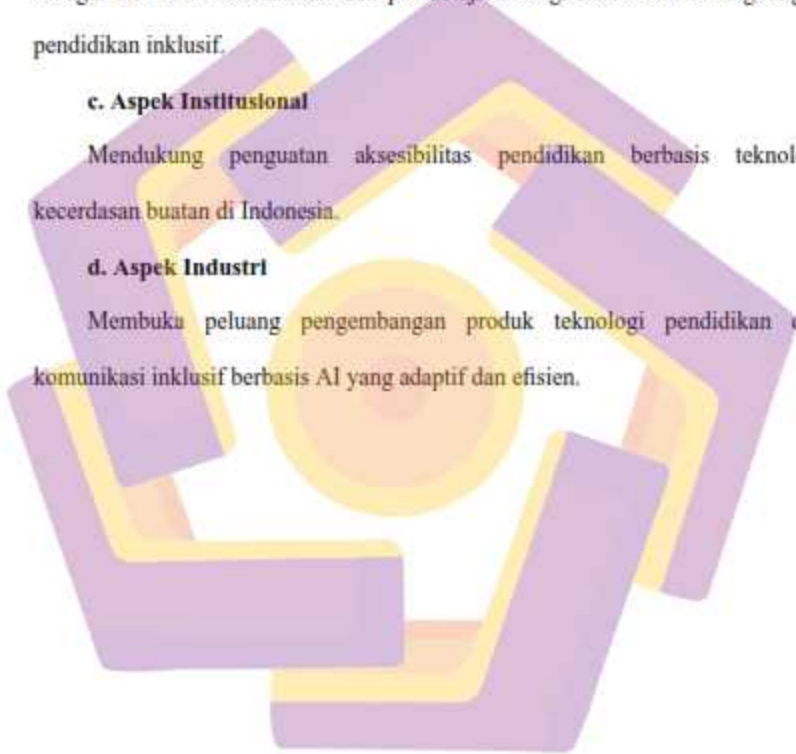 pendidikan inklusif.
c. Aspek Institusional
Mendukung penguatan aksesibilitas pendidikan berbasis
kecerdasan buatan di Indonesia.
d. Aspek Industri
Membuka peluang pengembangan produk teknologi pendidikan
komunikasi inklusif berbasis AI yang adaptif dan efisien.